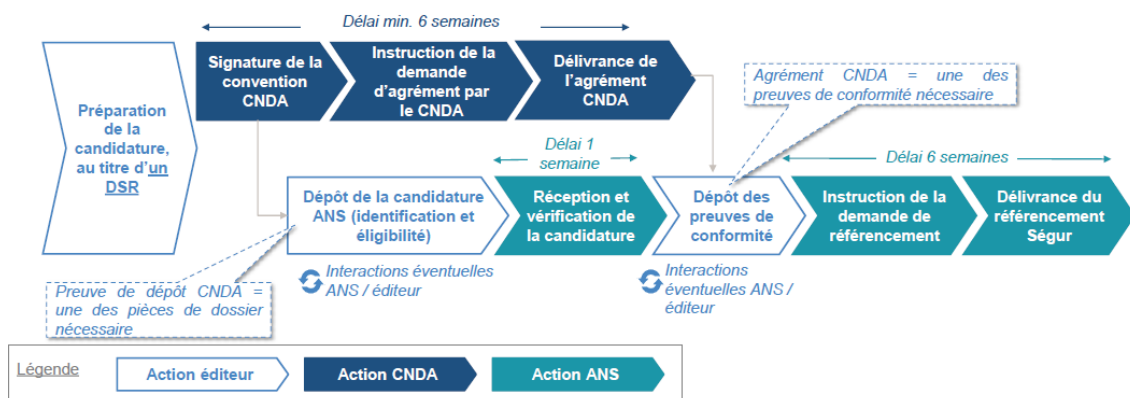 Délai min. 6 semaines
Préparation
de la
candidature,
au titre d'un
DSR
Signature de la
convention
CNDA
Instruction de la
demande
d'agrément par
le CNDA
Délivrance de
l'agrément
CNDA
Agrément CNDA = une des
preuves de conformité nécessaire
Délai 1
semaine
Délai 6 semaines
Dépôt de la candidature
ANS (identification et
éligibilité)
Réception et
vérification de
la candidature
Dépôt des
preuves de
conformité
Instruction de la
demande de
référencement
Délivrance du
référencement
Ségur
Interactions éventuelles
ANS / éditeur
Interactions
éventuelles ANS /
éditeur
Preuve de dépôt CNDA =
une des pièces de dossier
nécessaire
Légende
Action éditeur
Action CNDA
Action ANS